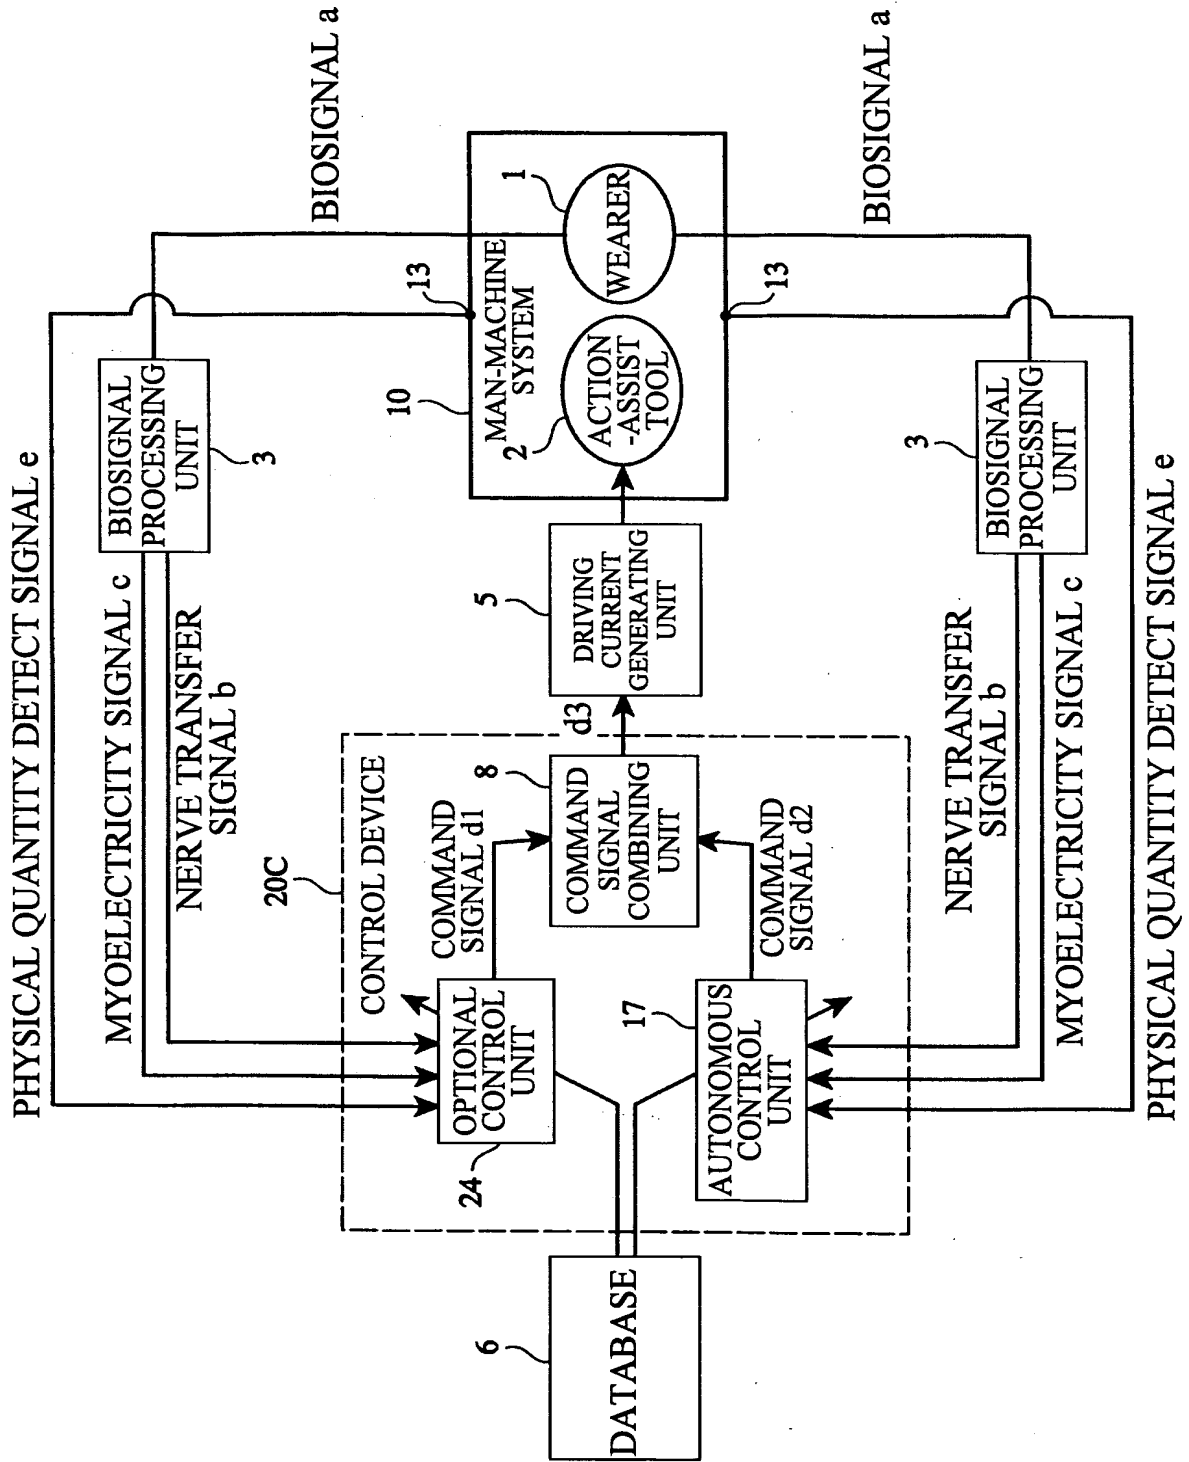 PHYSICAL QUANTITY DETECT SIGNAL e
MYOELECTRICITY SIGNAL c
NERVE TRANSFER
SIGNAL b
BIOSIGNAL
PROCESSING
UNIT
3
BIOSIGNAL a
20C
CONTROL DEVICE
COMMAND
SIGNAL d1
OPTIONAL
CONTROL
UNIT
24
6
DATABASE
8
COMMAND
SIGNAL
COMBINING
UNIT
d3
5
DRIVING
CURRENT
GENERATING
UNIT
13
10
MAN-MACHINE
SYSTEM
2
ACTION
-ASSIST
TOOL
1
WEARER
13
17
AUTONOMOUS
CONTROL
UNIT
COMMAND
SIGNAL d2
NERVE TRANSFER
SIGNAL b
MYOELECTRICITY SIGNAL c
3
BIOSIGNAL
PROCESSING
UNIT
BIOSIGNAL a
PHYSICAL QUANTITY DETECT SIGNAL e